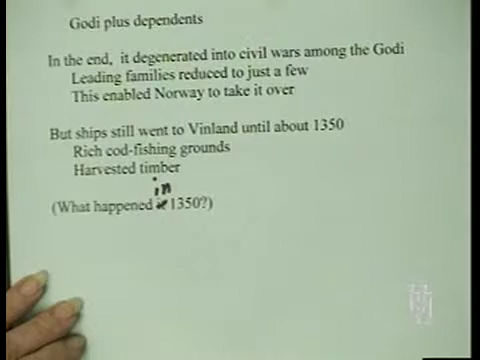 Godi plus dependents
In the end, it degenerated into civil wars among the Godi
Leading families reduced to just a few
This enabled Norway to take it over
But ships still went to Vinland until about 1350
Rich cod-fishing grounds
Harvested timber
in
(What happened 1350?)